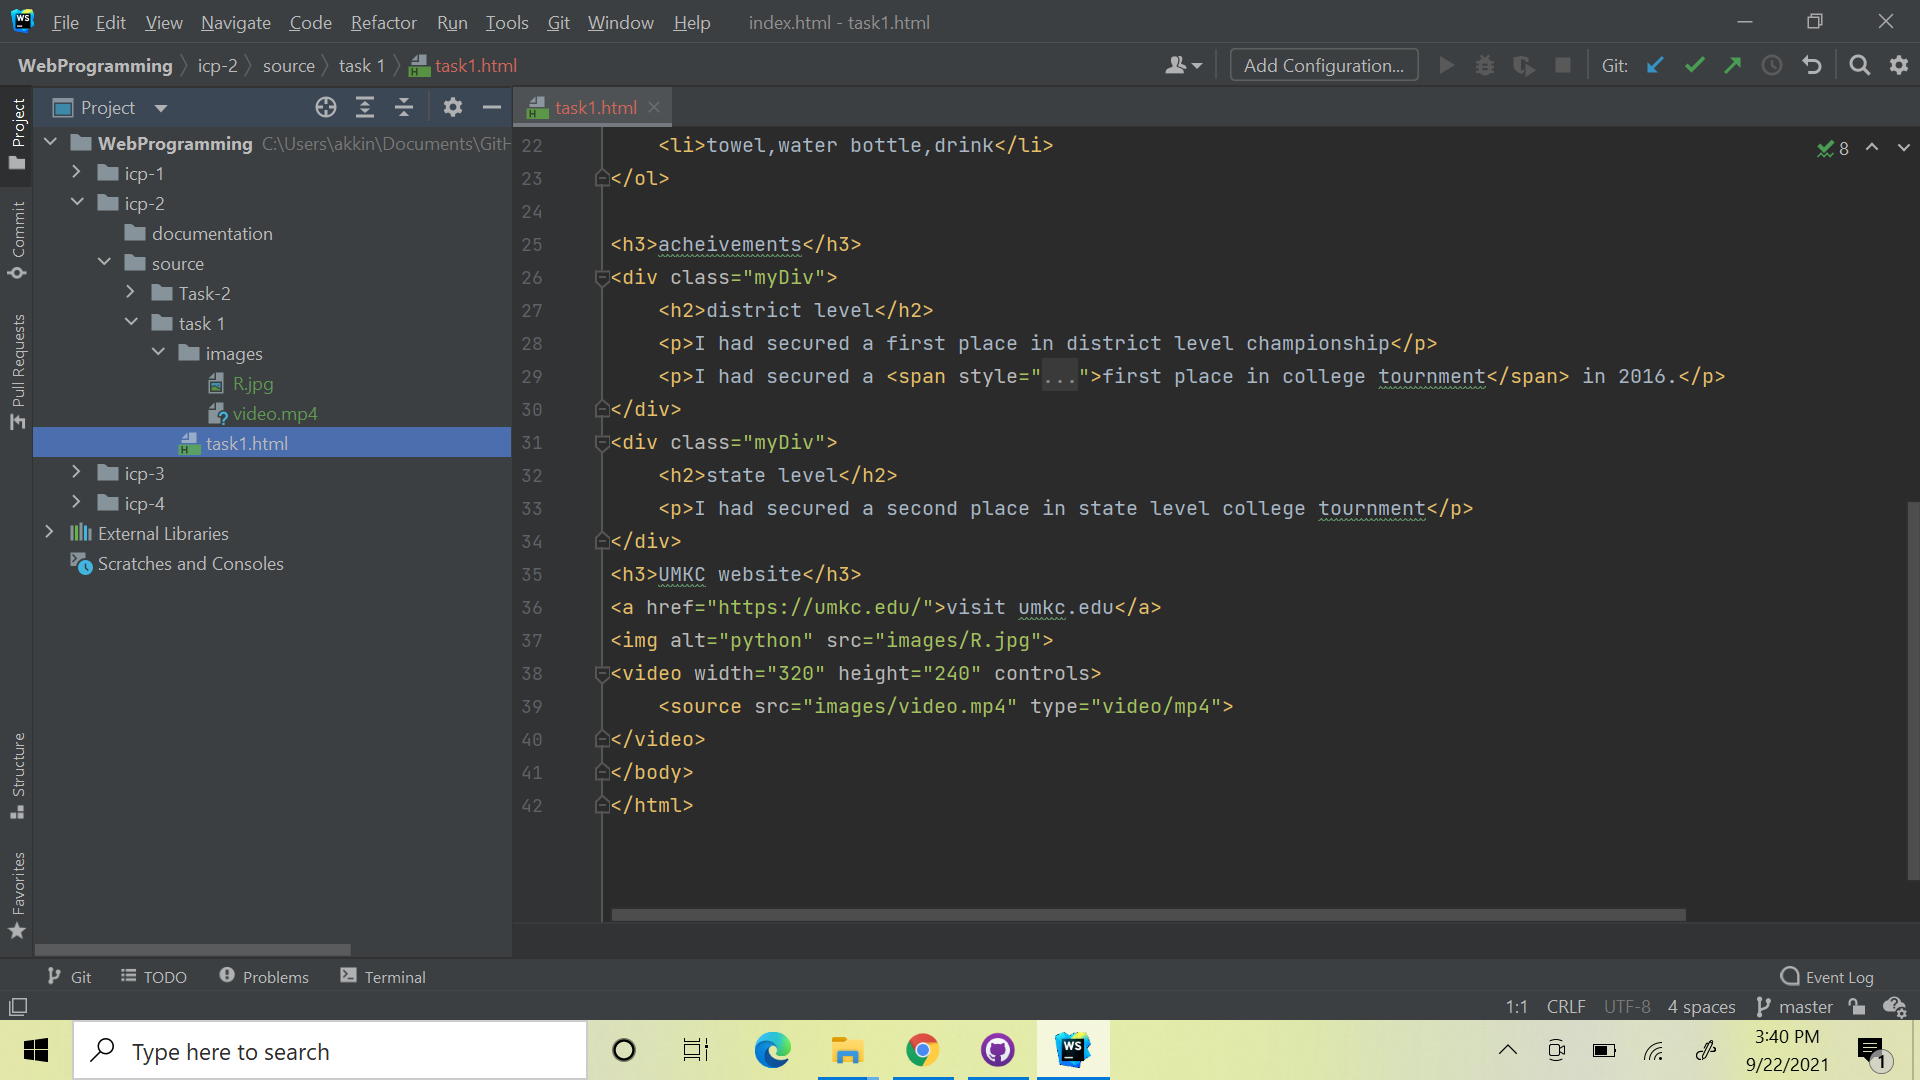 File Edit View Navigate Code Refactor Run Tools Git Window Help index.html - task1.html
WebProgramming icp-2 source task 1 task1.html Add Configuration... Git:
Project
task1.html
WebProgramming C:\Users\akkin\Documents\GitH
icp-1
icp-2
documentation
source
Task-2
task 1
images
R.jpg
video.mp4
task1.html
icp-3
icp-4
External Libraries
Scratches and Consoles
Project
Commit
Pull Requests
Structure
Favorites
8
22 <li>towel,water bottle,drink</li>
23 </ol>
24
25 <h3>acheivements</h3>
26 <div class="myDiv">
27 <h2>district level</h2>
28 <p>I had secured a first place in district level championship</p>
29 <p>I had secured a <span style="...">first place in college tournment</span> in 2016.</p>
30 </div>
31 <div class="myDiv">
32 <h2>state level</h2>
33 <p>I had secured a second place in state level college tournment</p>
34 </div>
35 <h3>UMKC website</h3>
36 <a href="https://umkc.edu/">visit umkc.edu</a>
37 <img alt="python" src="images/R.jpg">
38 <video width="320" height="240" controls>
39 <source src="images/video.mp4" type="video/mp4">
40 </video>
41 </body>
42 </html>
Git TODO Problems Terminal Event Log
1:1 CRLF UTF-8 4 spaces master
Type here to search
WS
3:40 PM
9/22/2021
1